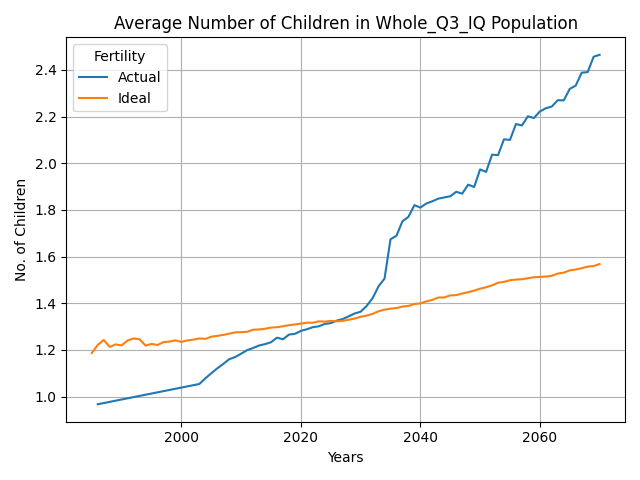 Average Number of Children in Whole_Q3_IQ Population
Fertility
Actual
Ideal
2.4
2.2
2.0
1.8
1.6
1.4
1.2
1.0
No. of Children
2000
2020
2040
2060
Years